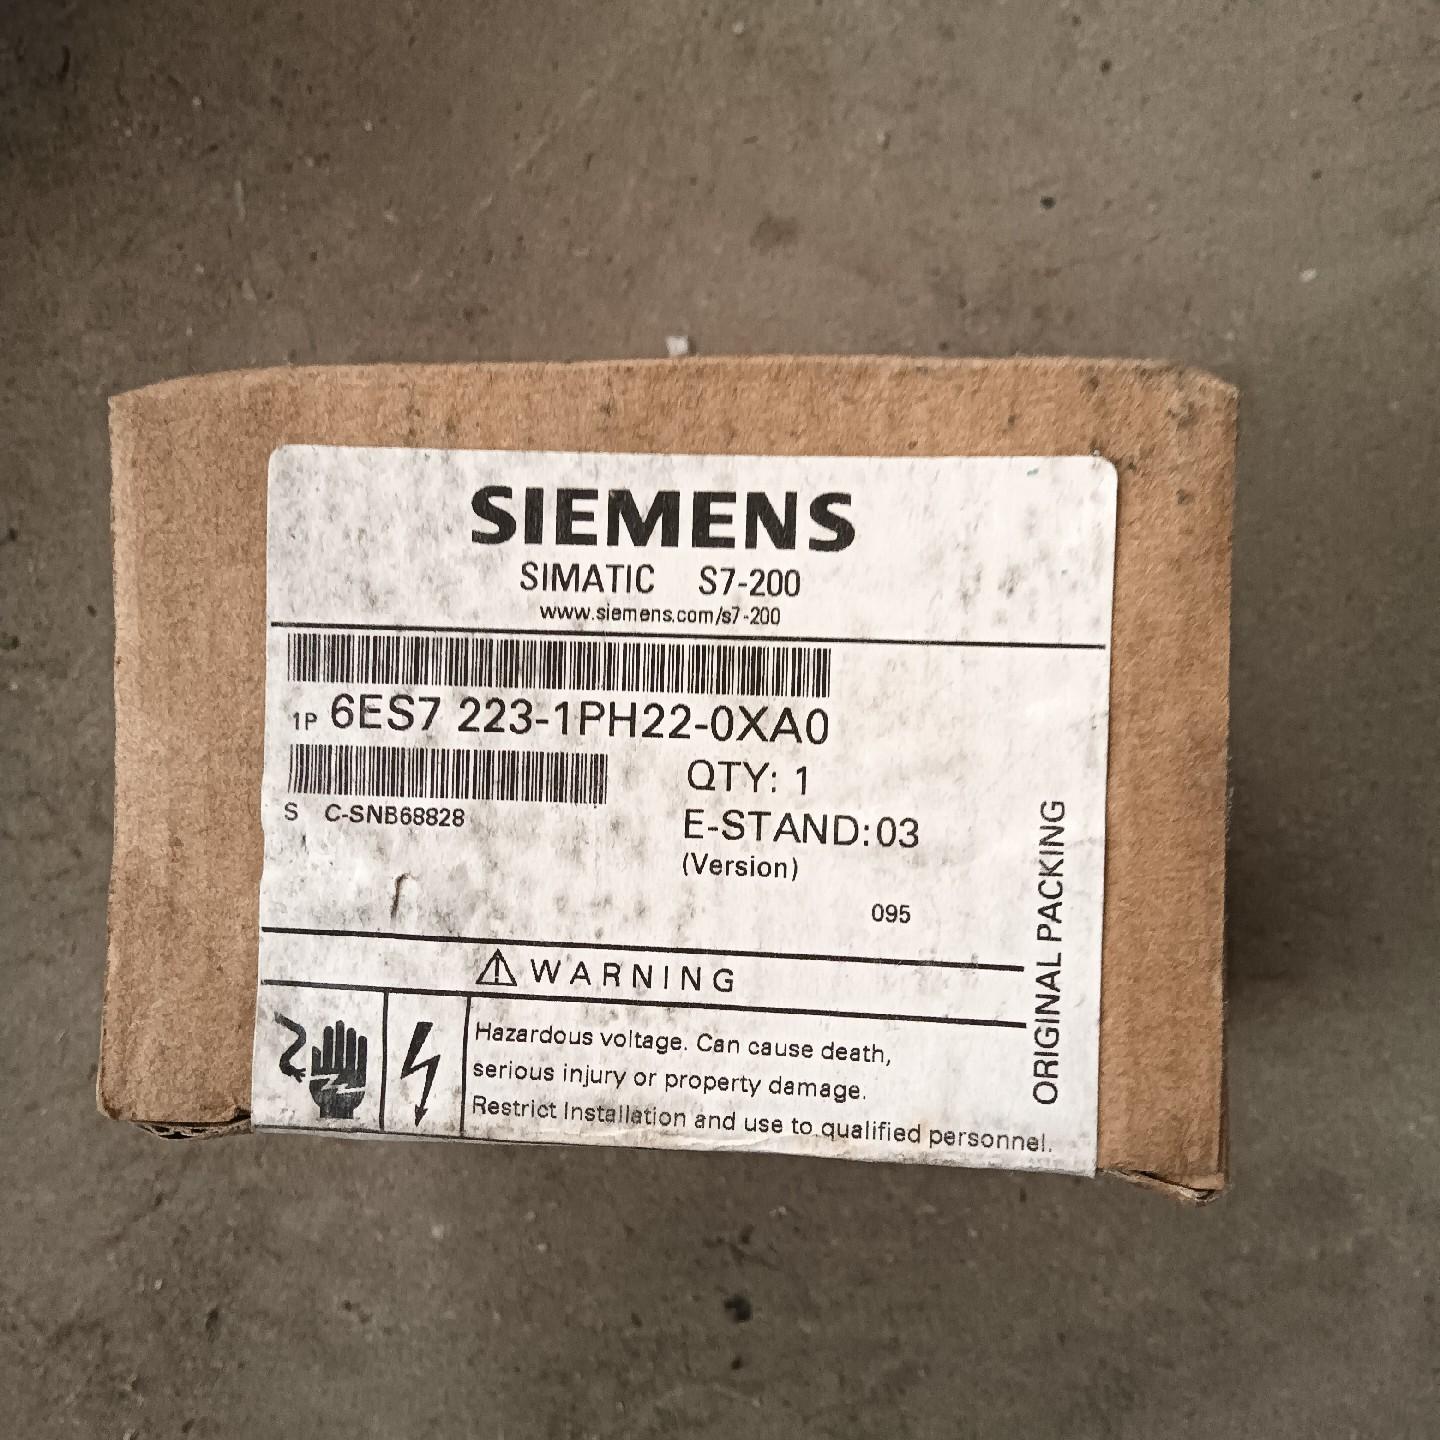 SIEMENS
SIMATIC S7-200
www.siemens.com/s7-200
1P 6ES7 223-1PH22-0XA0
QTY: 1
S C-SNB68828
E-STAND:03
(Version)
095
ORIGINAL PACKING
WARNING
Hazardous voltage. Can cause death,
serious injury or property damage.
Restrict Installation and use to qualified personnel.